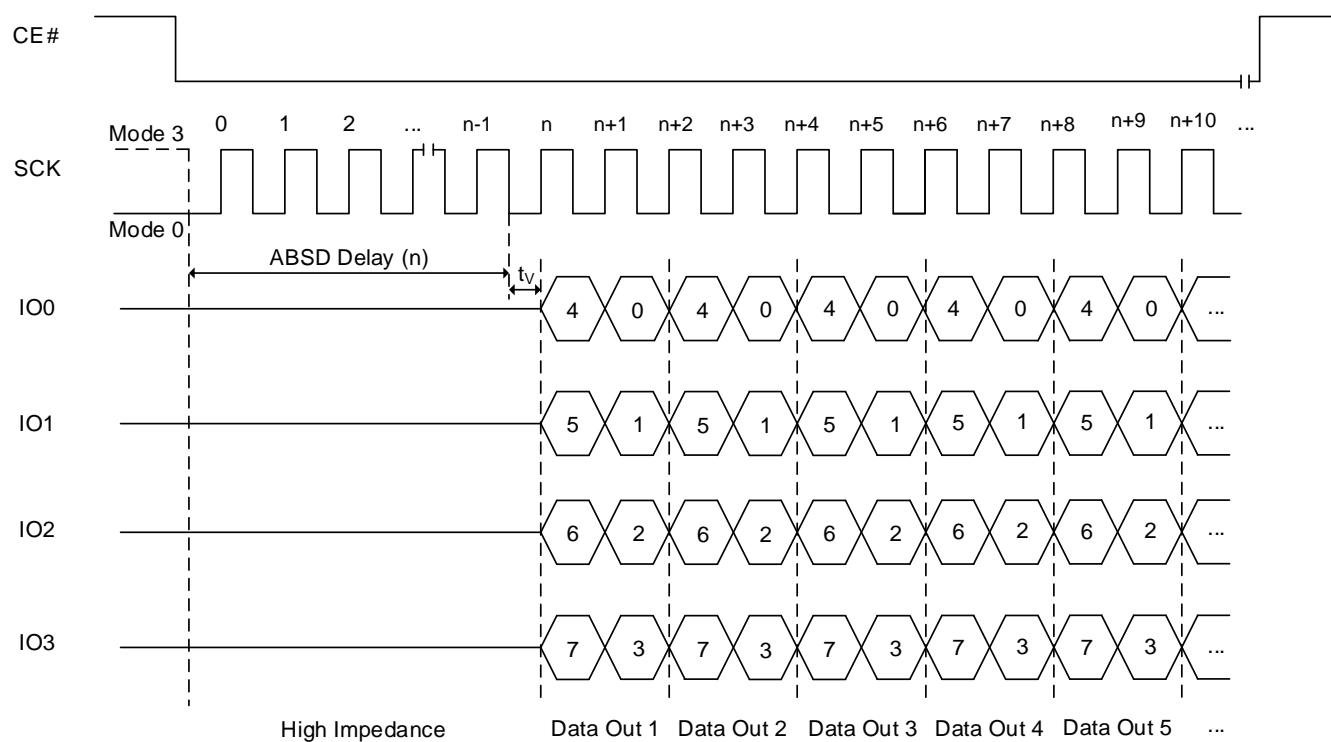 CE#
Mode 3 0 1 2 ... n-1 n n+1 n+2 n+3 n+4 n+5 n+6 n+7 n+8 n+9 n+10 ...
SCK
Mode 0
ABSD Delay (n)
tV
IO0 4 0 4 0 4 0 4 0 4 0 ...
IO1 5 1 5 1 5 1 5 1 5 1 ...
IO2 6 2 6 2 6 2 6 2 6 2 ...
IO3 7 3 7 3 7 3 7 3 7 3 ...
High Impedance Data Out 1 Data Out 2 Data Out 3 Data Out 4 Data Out 5 ...